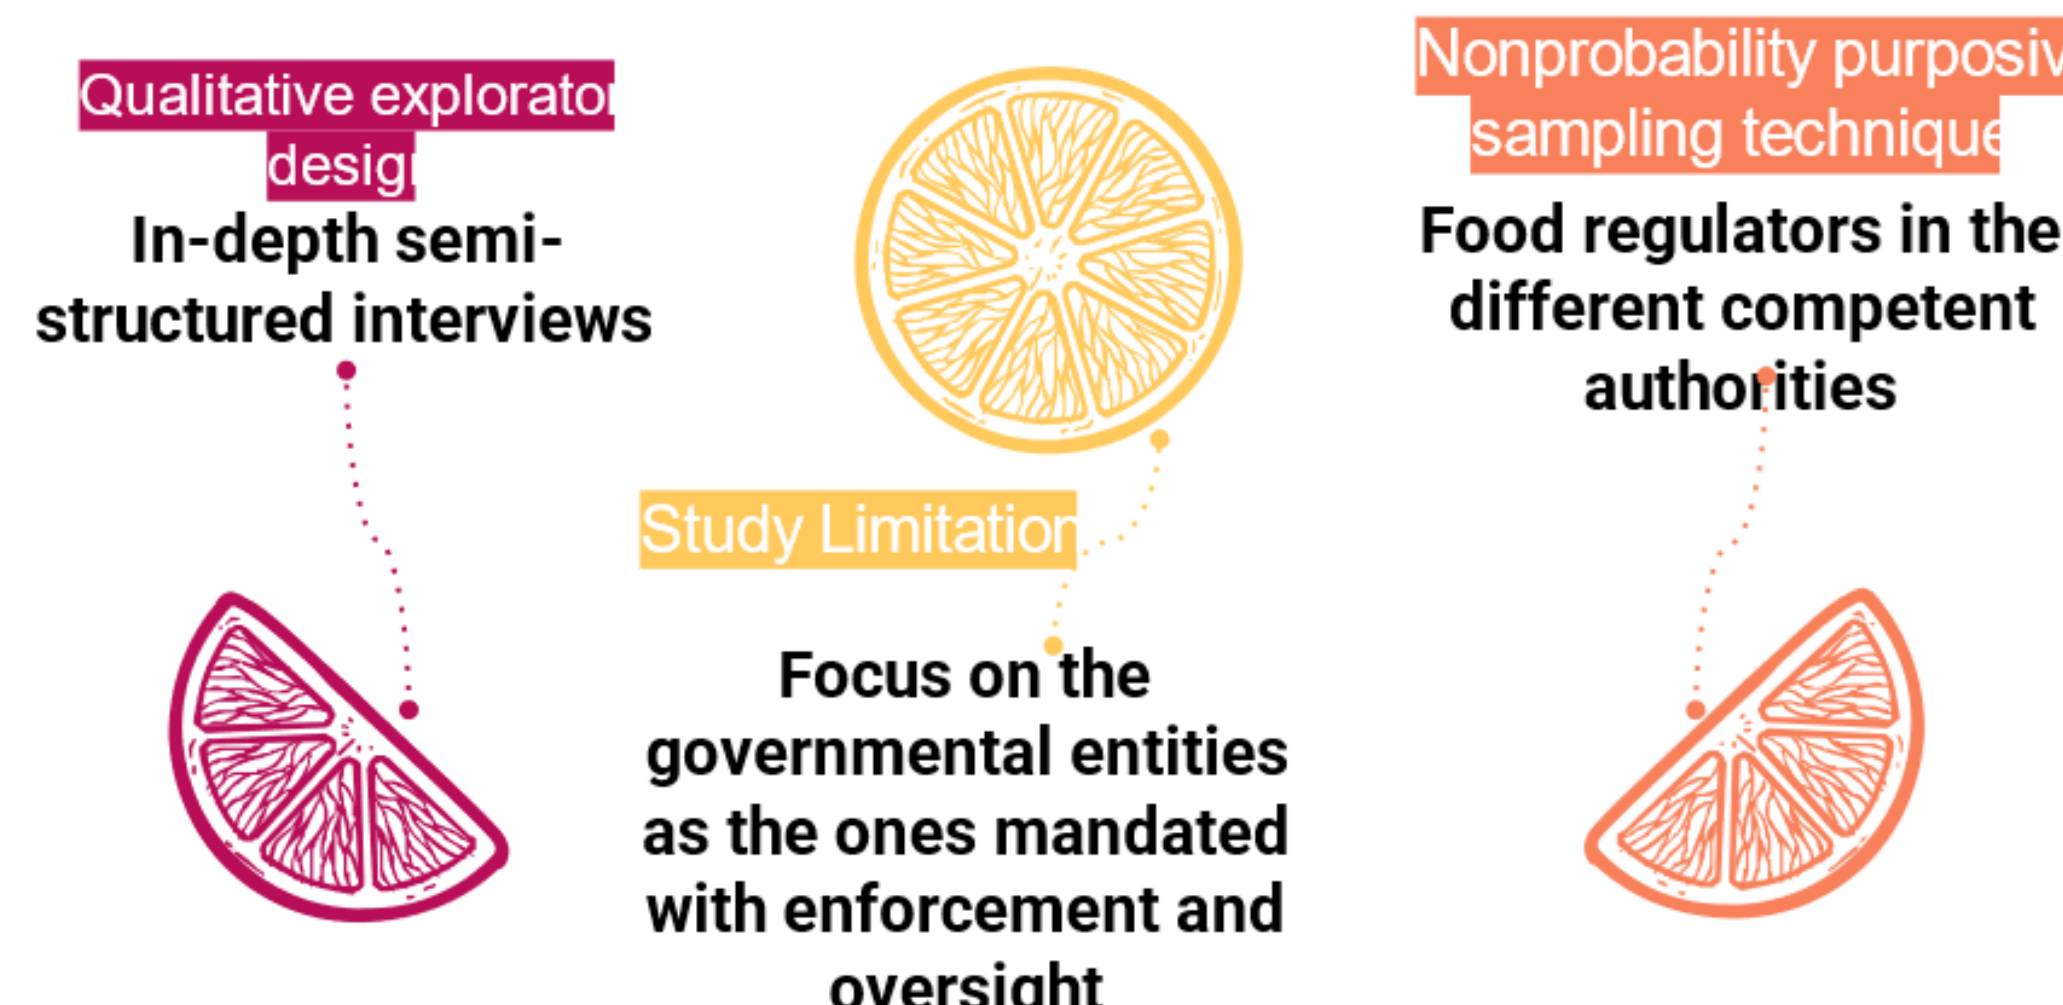 Qualitative explorator
desig
In-depth semi-
structured interviews
Study Limitation
Focus on the
governmental entities
as the ones mandated
with enforcement and
oversight
Nonprobability purposiv
sampling technique
Food regulators in the
different competent
authorities